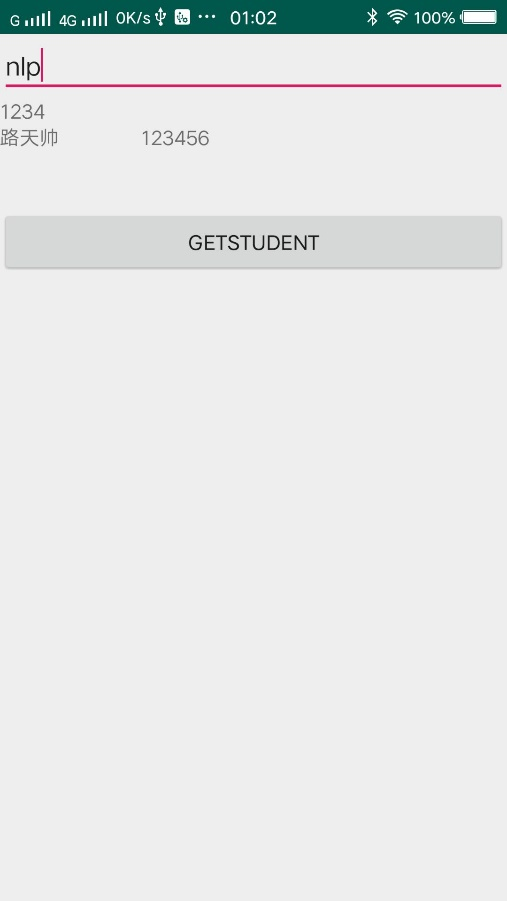 G 4G 0K/s ... 01:02 100%
nlp
1234
路天帅 123456
GETSTUDENT